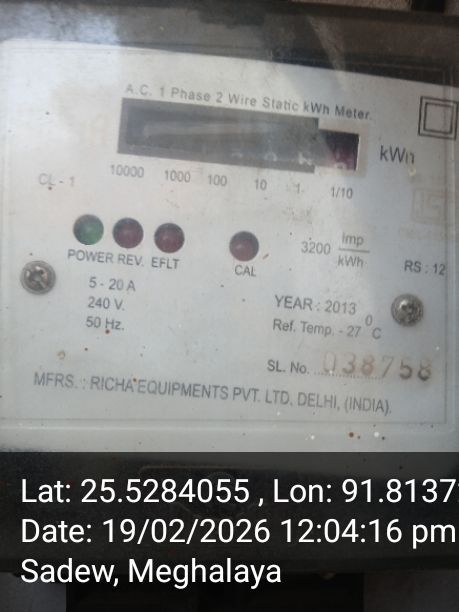 A.C. 1 Phase 2 Wire Static kWh Meter.
kWh
CL - 1
10000 1000 100 10 1 1/10
POWER REV. EFLT
CAL
3200 Imp/kWh
RS : 12
5 - 20 A
240 V.
50 Hz.
YEAR : 2013
Ref. Temp. - 27 0 C
SL. No. 038758
MFRS. : RICHA EQUIPMENTS PVT. LTD. DELHI, (INDIA).
Lat: 25.5284055 , Lon: 91.8137
Date: 19/02/2026 12:04:16 pm
Sadew, Meghalaya